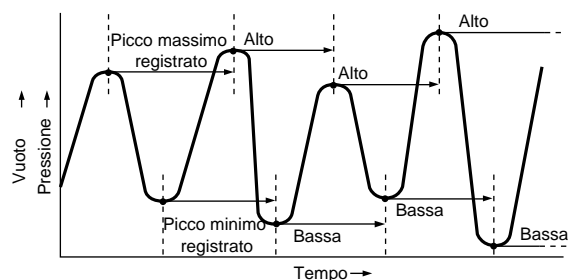 Picco massimo
registrato
Alto
Alto
Alto
Vuoto
Pressione
Picco minimo
registrato
Bassa
Bassa
Bassa
Tempo